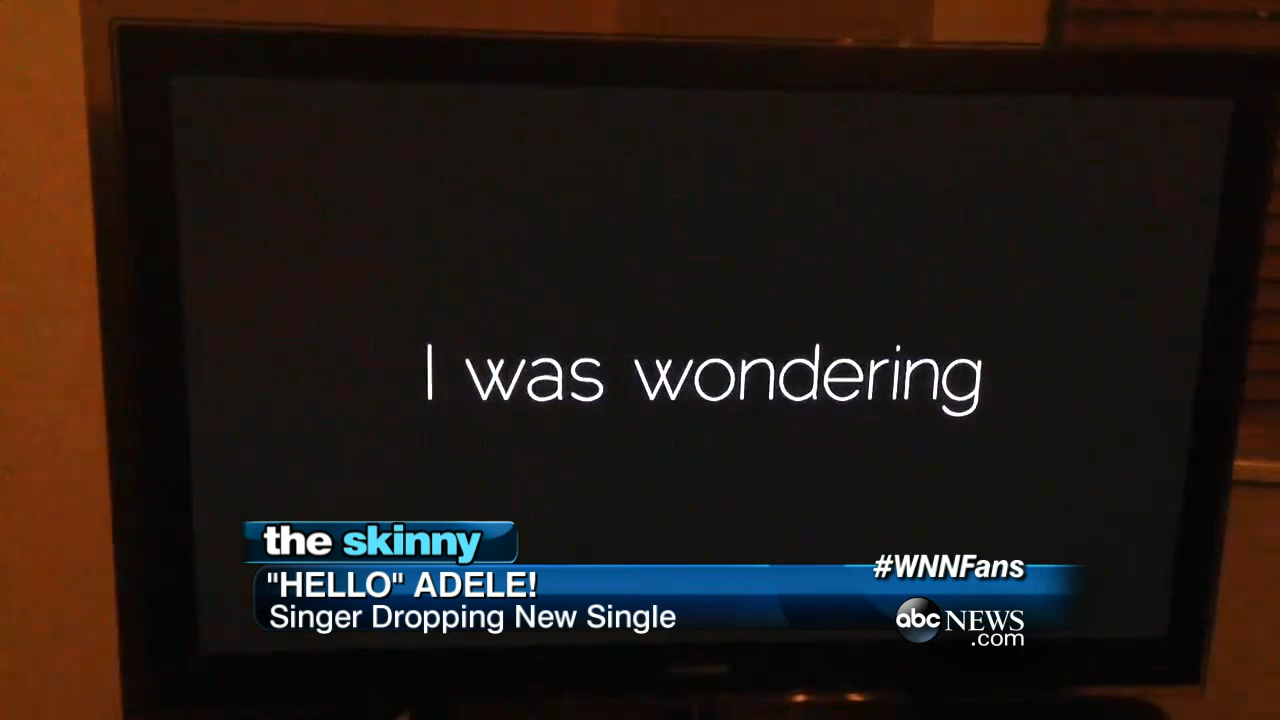 I was wondering
the skinny
"HELLO" ADELE!
Singer Dropping New Single
#WNNFans
abc NEWS
.com